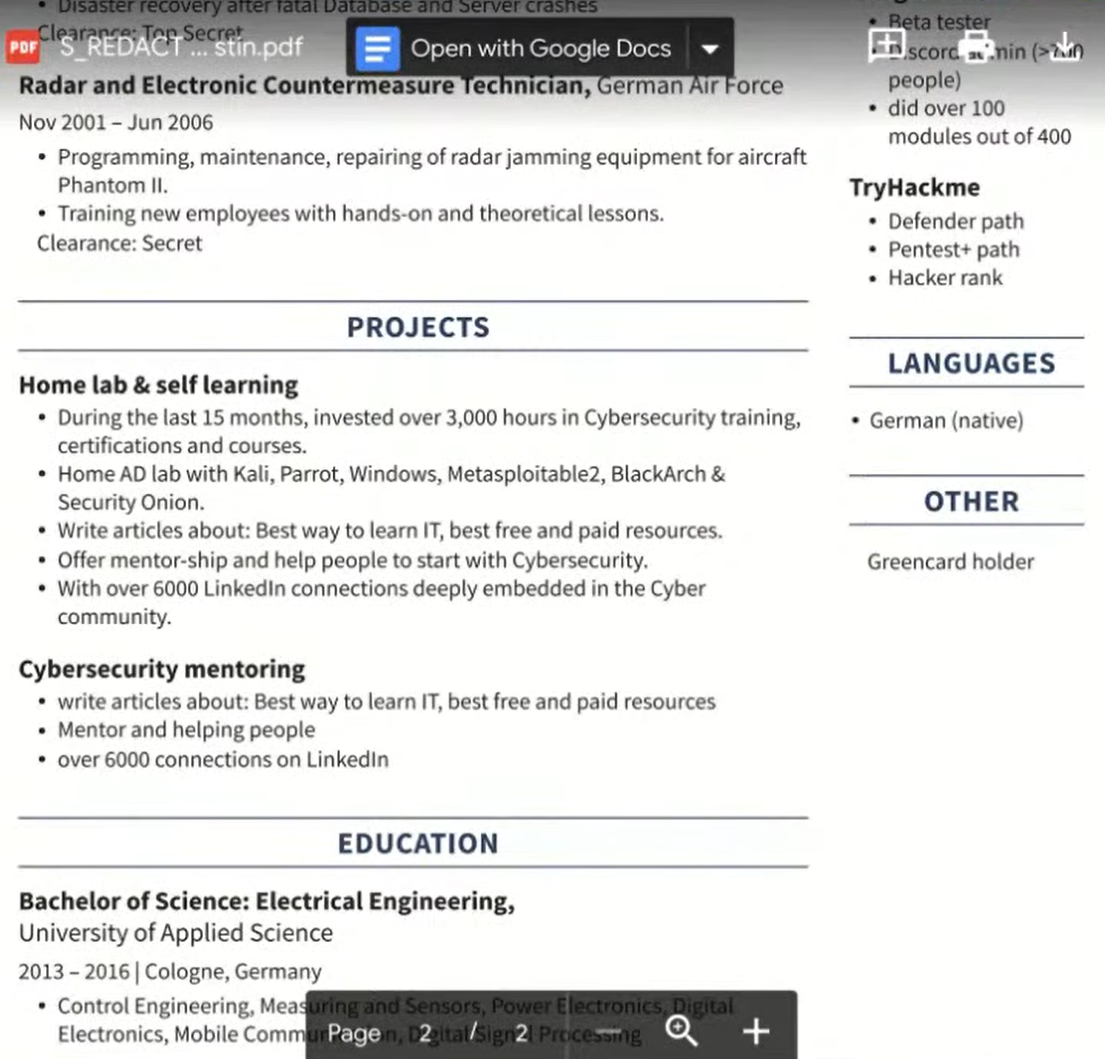 Disaster recovery after fatal Database and Server crashes
Clearance: Top Secret
PDF S_REDACT ... stin.pdf
Open with Google Docs
Radar and Electronic Countermeasure Technician, German Air Force
Nov 2001 – Jun 2006
• Programming, maintenance, repairing of radar jamming equipment for aircraft
Phantom II.
• Training new employees with hands-on and theoretical lessons.
Clearance: Secret
PROJECTS
Home lab & self learning
• During the last 15 months, invested over 3,000 hours in Cybersecurity training,
certifications and courses.
• Home AD lab with Kali, Parrot, Windows, Metasploitable2, BlackArch &
Security Onion.
• Write articles about: Best way to learn IT, best free and paid resources.
• Offer mentor-ship and help people to start with Cybersecurity.
• With over 6000 LinkedIn connections deeply embedded in the Cyber
community.
Cybersecurity mentoring
• write articles about: Best way to learn IT, best free and paid resources
• Mentor and helping people
• over 6000 connections on LinkedIn
EDUCATION
Bachelor of Science: Electrical Engineering,
University of Applied Science
2013 – 2016 | Cologne, Germany
• Control Engineering, Measuring and Sensors, Power Electronics, Digital
Electronics, Mobile Communication, Digital Signal Processing
Page 2 / 2
• Beta tester
• Discord
people)
• did over 100
modules out of 400
TryHackme
• Defender path
• Pentest+ path
• Hacker rank
LANGUAGES
• German (native)
OTHER
Greencard holder